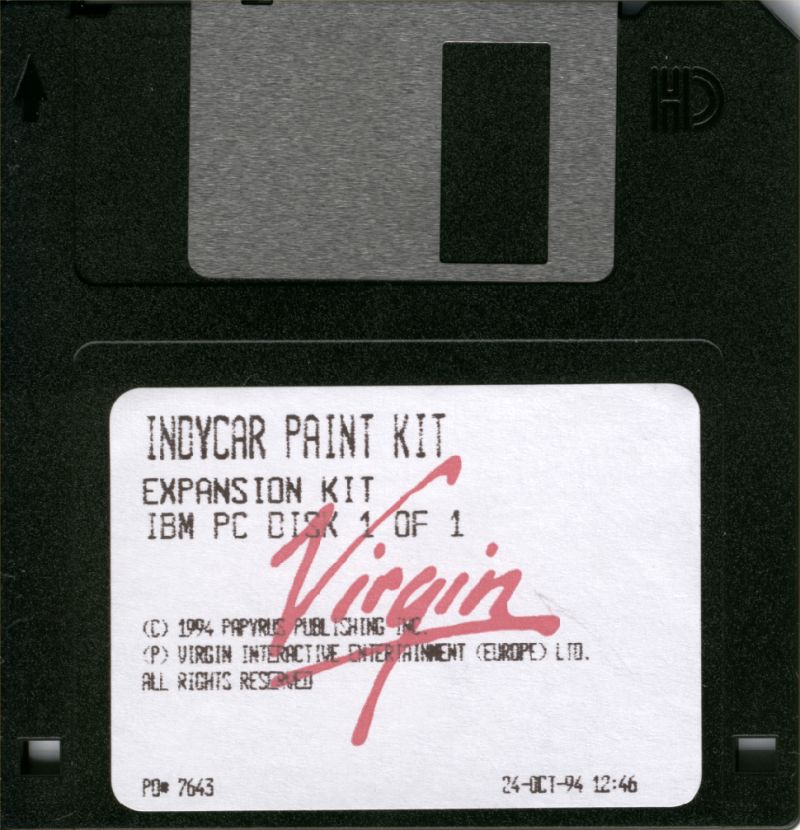 HD
INDYCAR PAINT KIT
EXPANSION KIT
IBM PC DISK 1 OF 1
Virgin
(C) 1994 PAPYRUS PUBLISHING INC.
(P) VIRGIN INTERACTIVE ENTERTAINMENT (EUROPE) LTD.
ALL RIGHTS RESERVED
PO# 7643 24-OCT-94 12:46